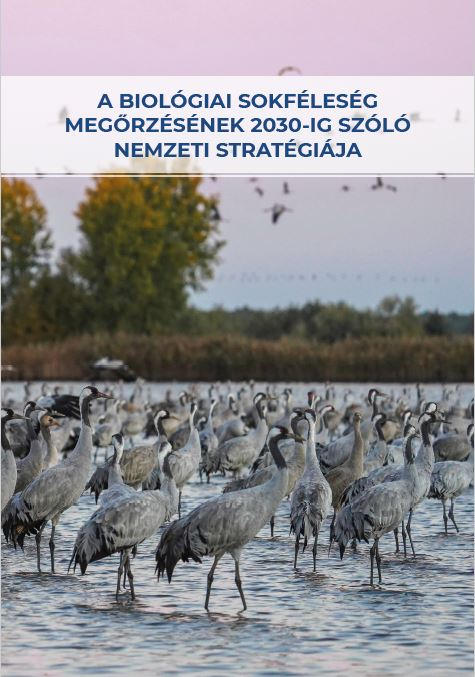 A BIOLÓGIAI SOKFÉLESÉG
MEGŐRZÉSÉNEK 2030-IG SZÓLÓ
NEMZETI STRATÉGIÁJA